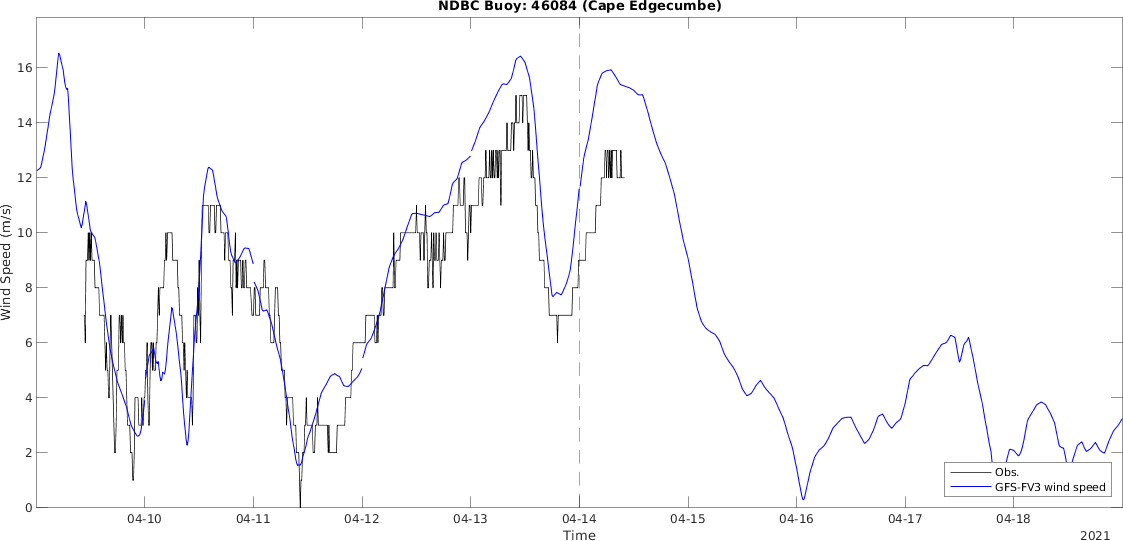 NDBC Buoy: 46084 (Cape Edgecumbe)
16
14
12
10
8
6
4
2
0
Wind Speed (m/s)
04-10 04-11 04-12 04-13 04-14 04-15 04-16 04-17 04-18
Time
2021
Obs.
GFS-FV3 wind speed